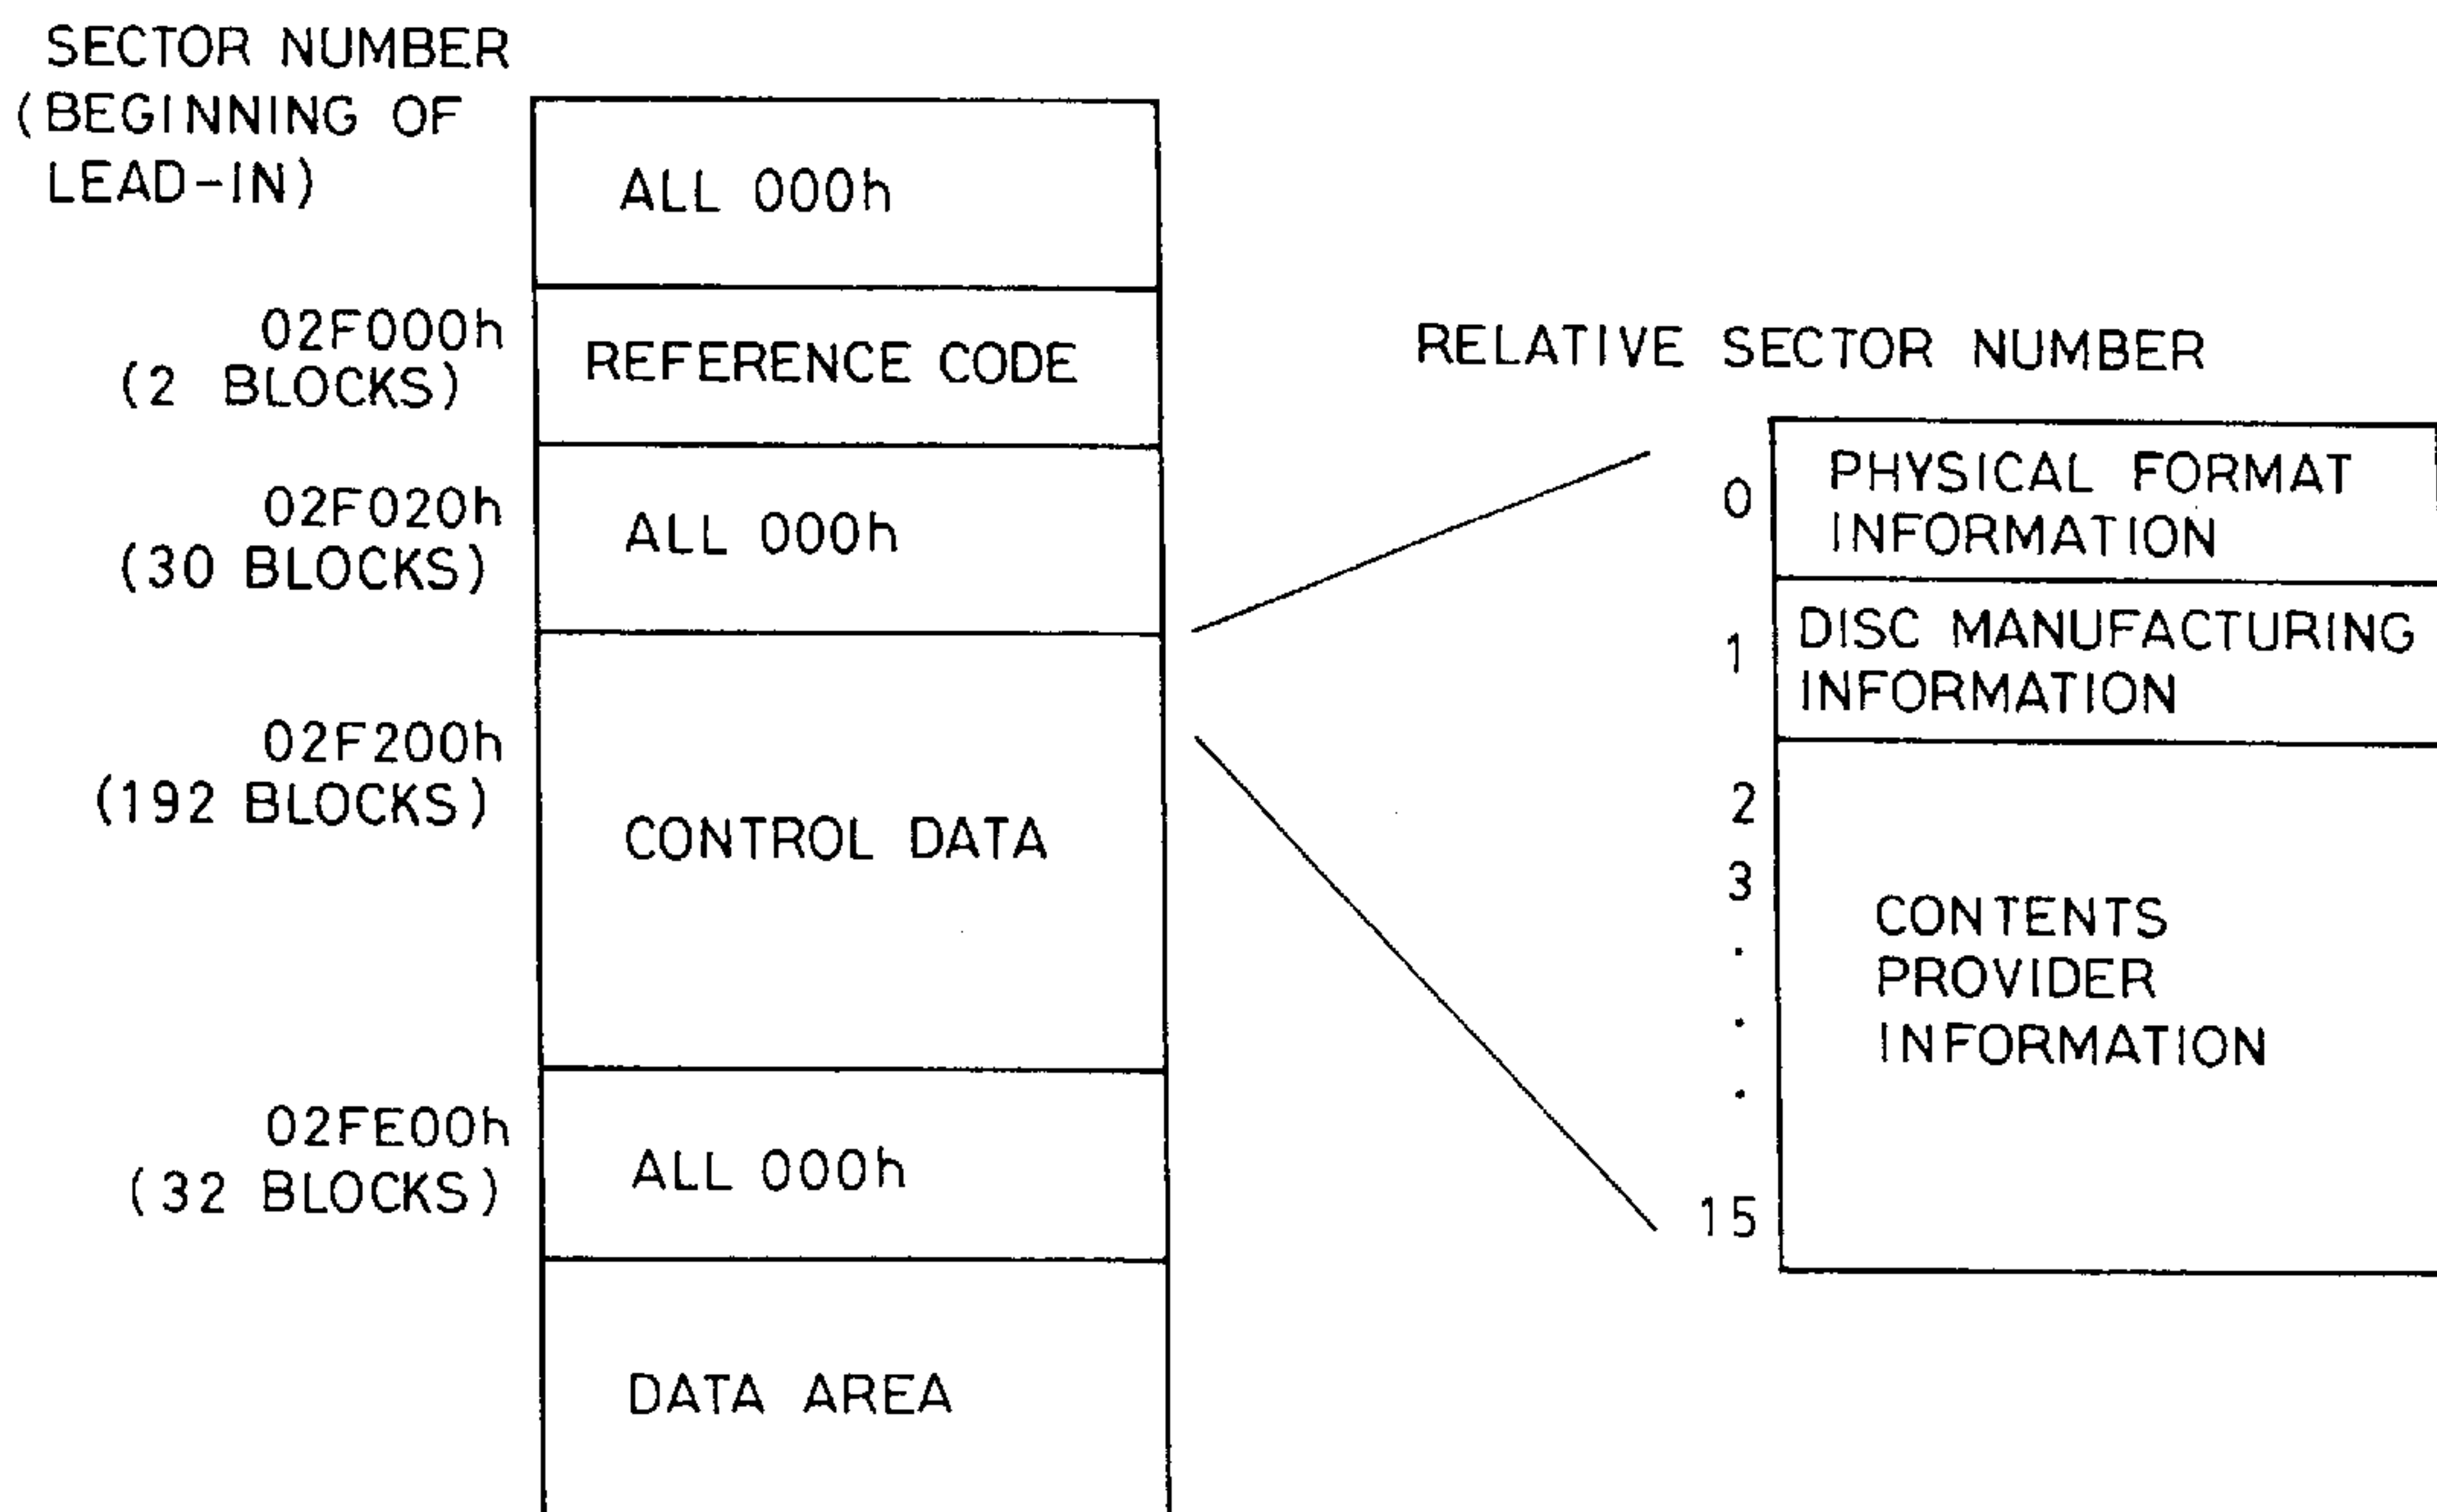 SECTOR NUMBER
(BEGINNING OF
LEAD-IN)
ALL 000h
02F000h
(2 BLOCKS)
REFERENCE CODE
02F020h
(30 BLOCKS)
ALL 000h
02F200h
(192 BLOCKS)
CONTROL DATA
02FE00h
(32 BLOCKS)
ALL 000h
DATA AREA
RELATIVE SECTOR NUMBER
0
PHYSICAL FORMAT
INFORMATION
1
DISC MANUFACTURING
INFORMATION
2
3
.
.
.
15
CONTENTS
PROVIDER
INFORMATION